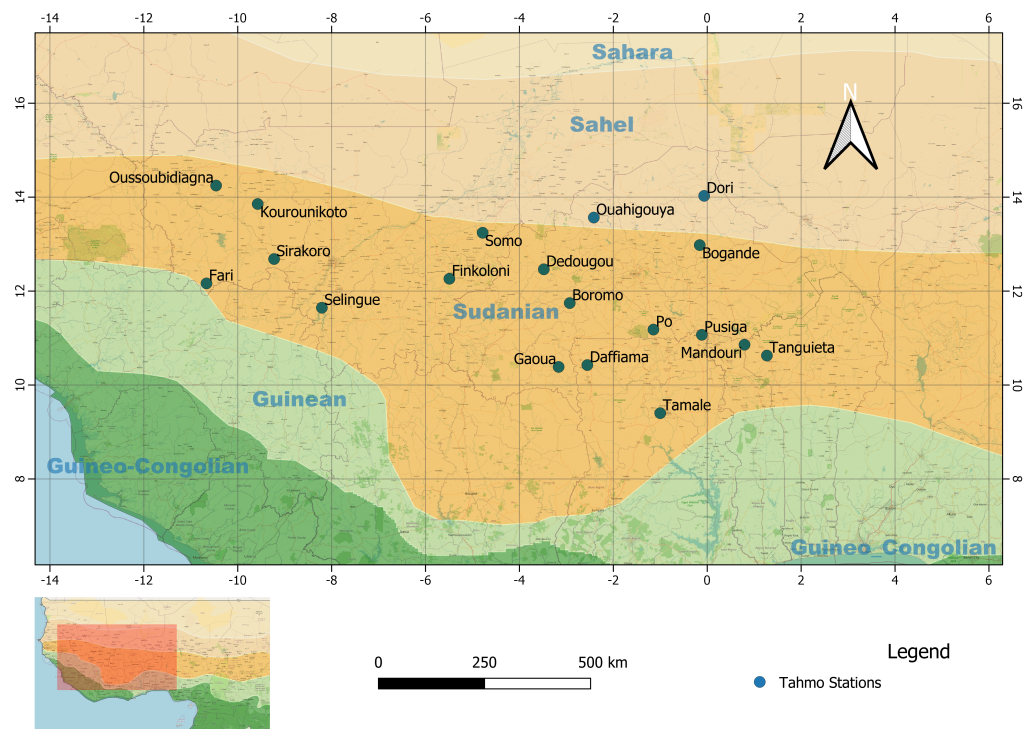 -14 -12 -10 -8 -6 -4 -2 0 2 4 6
Sahara
N
16 16
Sahel
Oussoubidiagna
Dori
14 14
Kourounikoto
Ouahigouya
Somo
Sirakoro
Bogande
Dedougou
Fari
Finkoloni
12 12
Selingue
Boromo
Sudanian
Po
Pusiga
Mandouri
Tanguieta
Gaoua
Daffiama
10 10
Guinean
Tamale
Guineo-Congolian
8 8
Guineo_Congolian
-14 -12 -10 -8 -6 -4 -2 0 2 4 6
Legend
0 250 500 km
Tahmo Stations